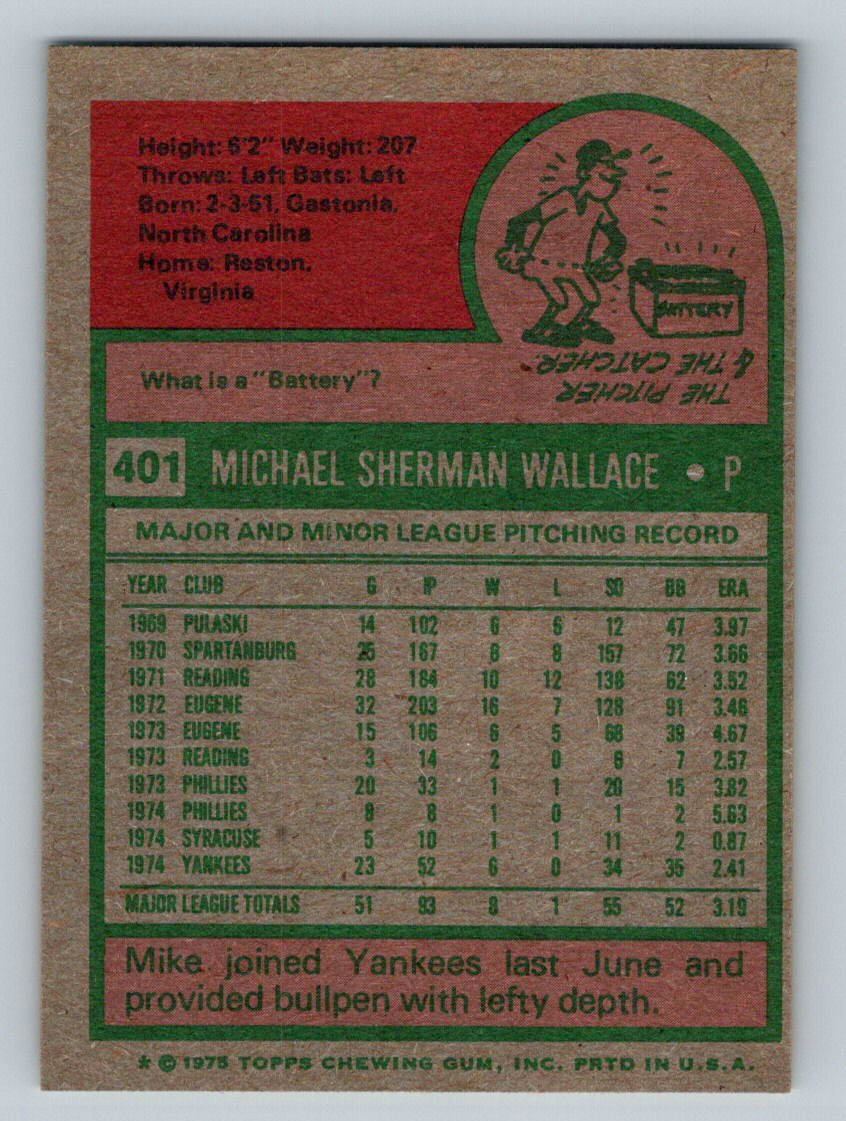 Height: 6'2" Weight: 207
Throws: Left Bats: Left
Born: 2-3-51, Gastonia,
North Carolina
Home: Reston,
Virginia
BATTERY
What is a "Battery"?
THE PITCHER
& THE CATCHER.
401 MICHAEL SHERMAN WALLACE • P
MAJOR AND MINOR LEAGUE PITCHING RECORD
YEAR CLUB G IP W L SO BB ERA
1969 PULASKI 14 102 6 6 12 47 3.97
1970 SPARTANBURG 25 167 8 8 157 72 3.66
1971 READING 28 184 10 12 138 62 3.52
1972 EUGENE 32 203 16 7 128 91 3.46
1973 EUGENE 15 106 6 5 68 39 4.67
1973 READING 3 14 2 0 6 7 2.57
1973 PHILLIES 20 33 1 1 20 15 3.82
1974 PHILLIES 8 8 1 0 1 2 5.63
1974 SYRACUSE 5 10 1 1 11 2 0.87
1974 YANKEES 23 52 6 0 34 35 2.41
MAJOR LEAGUE TOTALS 51 93 8 1 55 52 3.19
Mike joined Yankees last June and
provided bullpen with lefty depth.
* © 1975 TOPPS CHEWING GUM, INC. PRTD IN U.S.A.